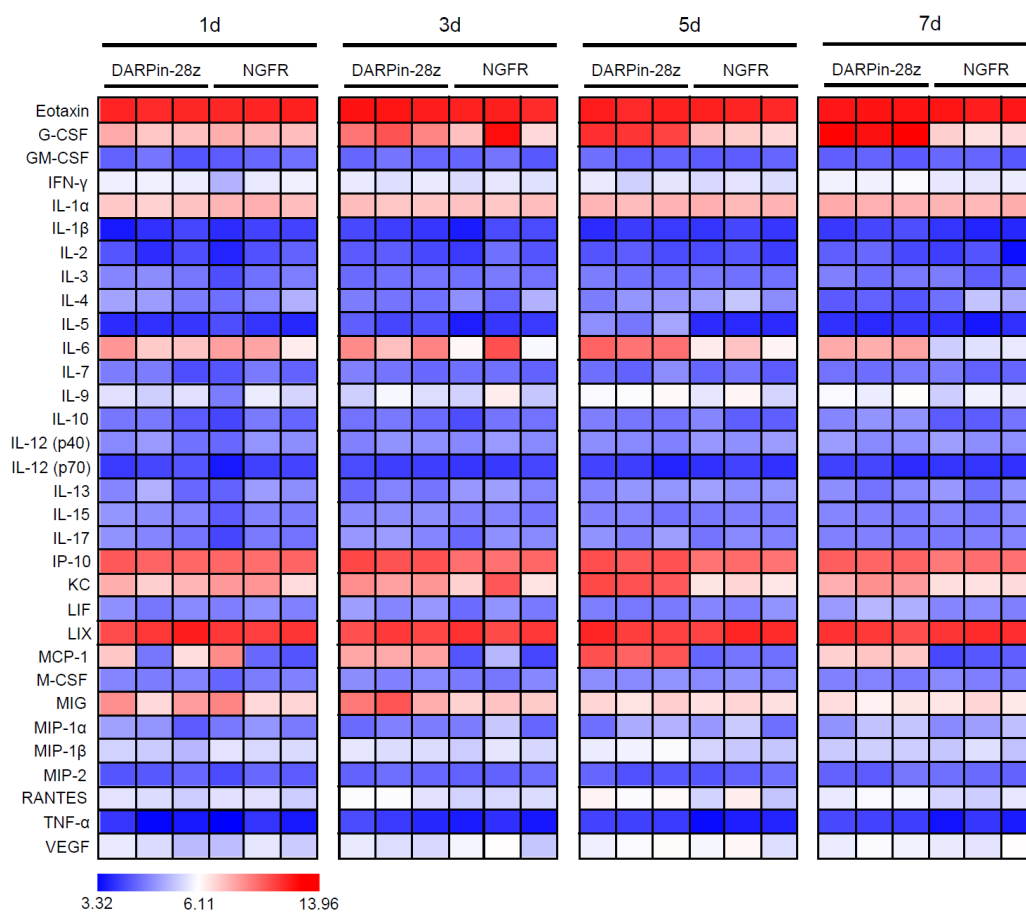 1d 3d 5d 7d
DARPin-28z NGFR DARPin-28z NGFR DARPin-28z NGFR DARPin-28z NGFR
Eotaxin
G-CSF
GM-CSF
IFN-γ
IL-1α
IL-1β
IL-2
IL-3
IL-4
IL-5
IL-6
IL-7
IL-9
IL-10
IL-12 (p40)
IL-12 (p70)
IL-13
IL-15
IL-17
IP-10
KC
LIF
LIX
MCP-1
M-CSF
MIG
MIP-1α
MIP-1β
MIP-2
RANTES
TNF-α
VEGF
3.32 6.11 13.96